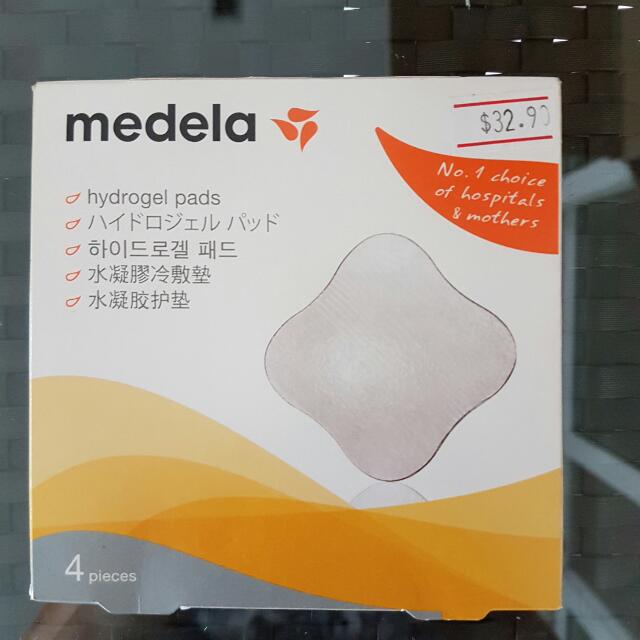 medela
$32.90
No. 1 choice
of hospitals
& mothers
hydrogel pads
ハイドロジェル パッド
하이드로겔 패드
水凝膠冷敷墊
水凝胶护垫
4 pieces